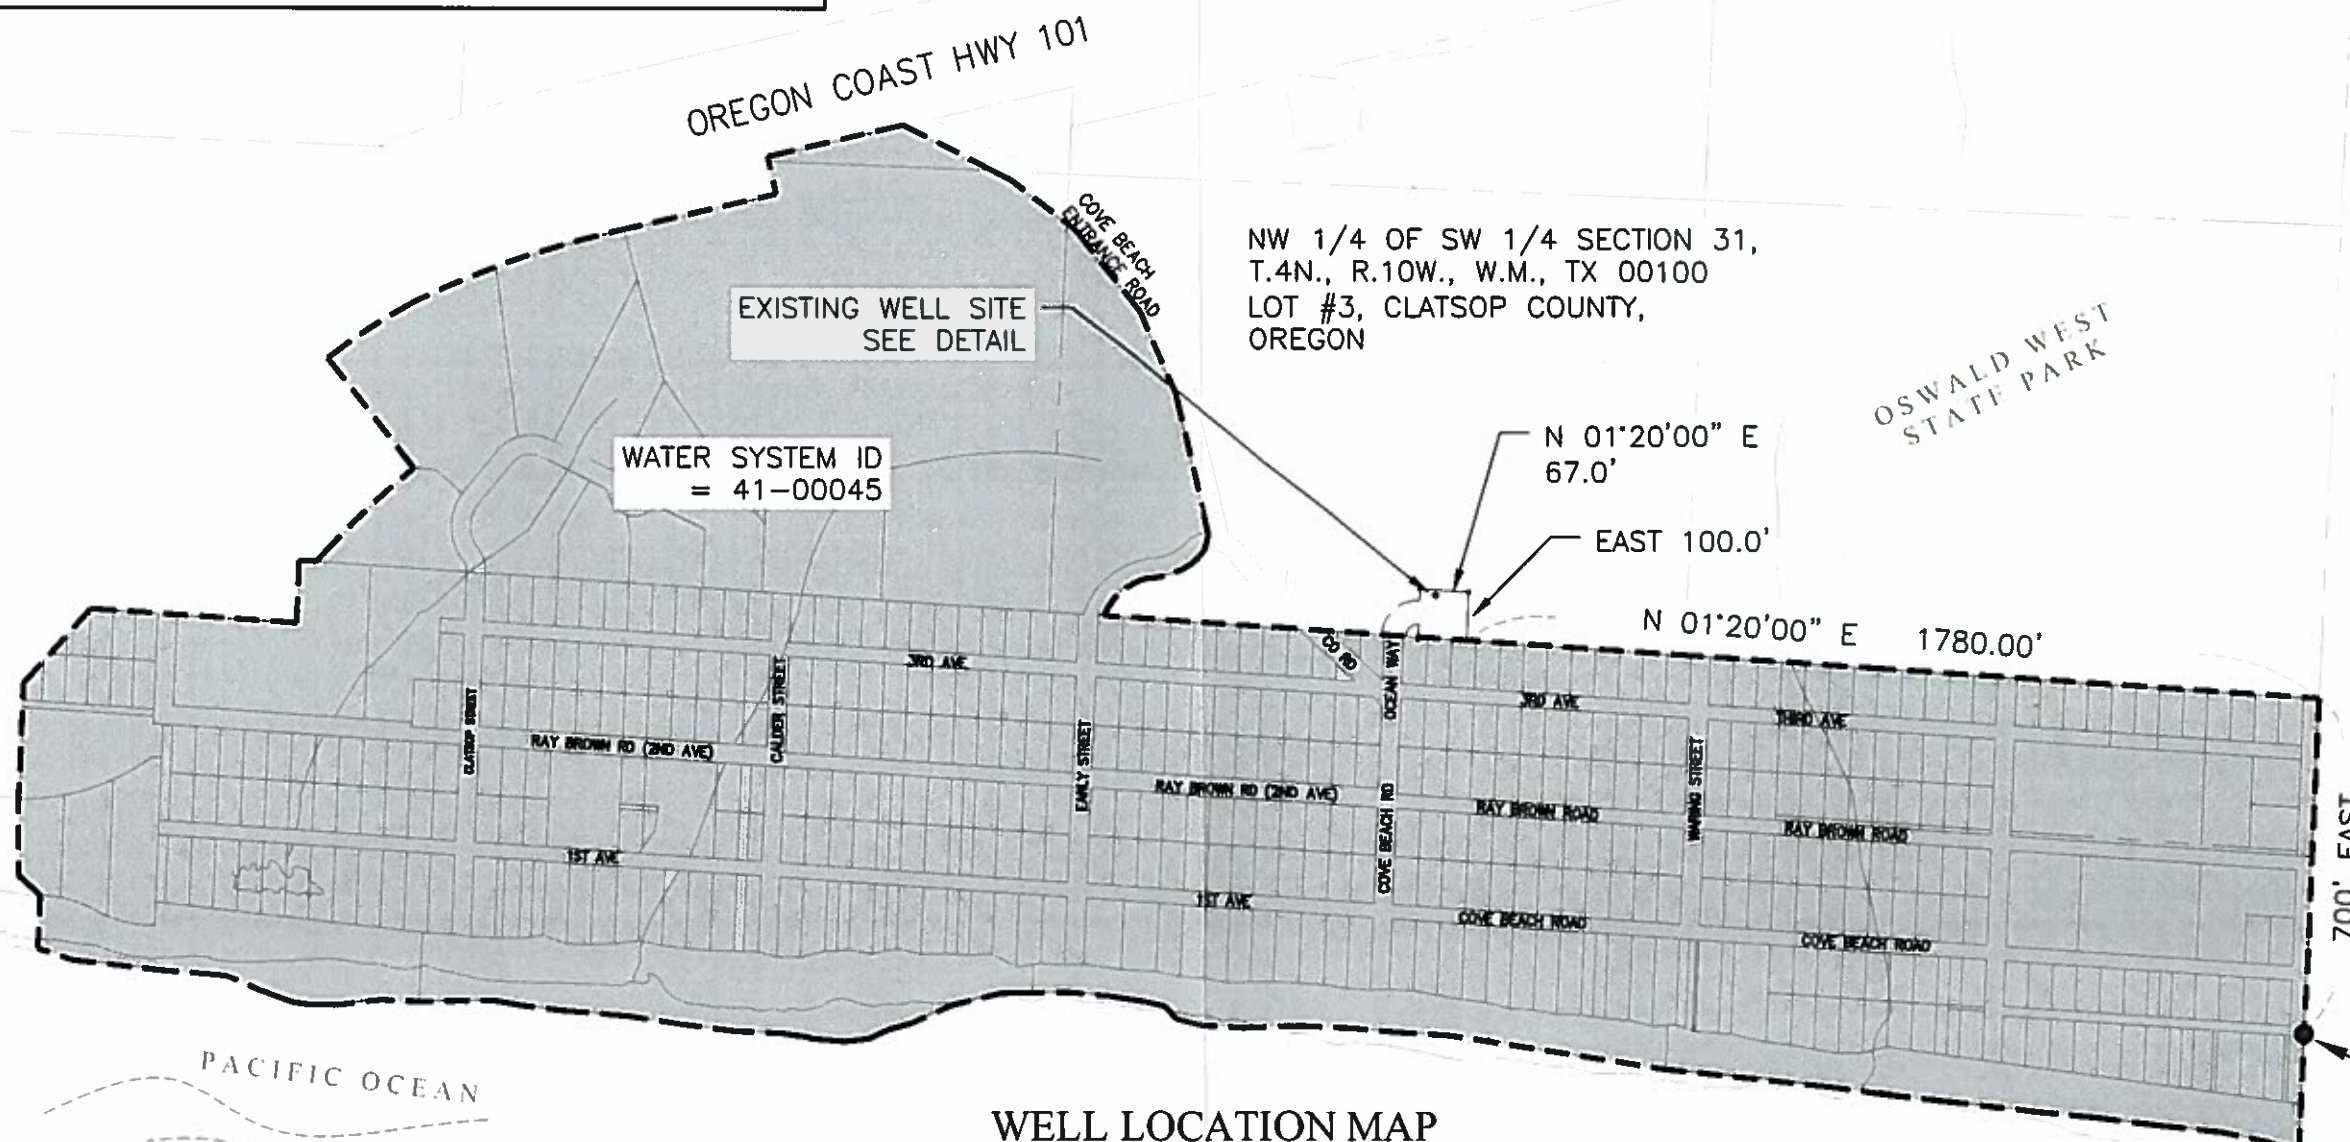 OREGON COAST HWY 101
COVE BEACH
ENTRANCE ROAD
NW 1/4 OF SW 1/4 SECTION 31,
T.4N., R.10W., W.M., TX 00100
LOT #3, CLATSOP COUNTY,
OREGON
EXISTING WELL SITE
SEE DETAIL
OSWALD WEST
STATE PARK
WATER SYSTEM ID
= 41-00045
N 01°20'00" E
67.0'
EAST 100.0'
N 01°20'00" E 1780.00'
CO RD
OCEAN WAY
3RD AVE
3RD AVE
THIRD AVE
CLATSOP STREET
CALDER STREET
EARLY STREET
WARING STREET
RAY BROWN RD (2ND AVE)
RAY BROWN RD (2ND AVE)
RAY BROWN ROAD
RAY BROWN ROAD
COVE BEACH RD
1ST AVE
1ST AVE
COVE BEACH ROAD
COVE BEACH ROAD
700' EAST
PACIFIC OCEAN
WELL LOCATION MAP